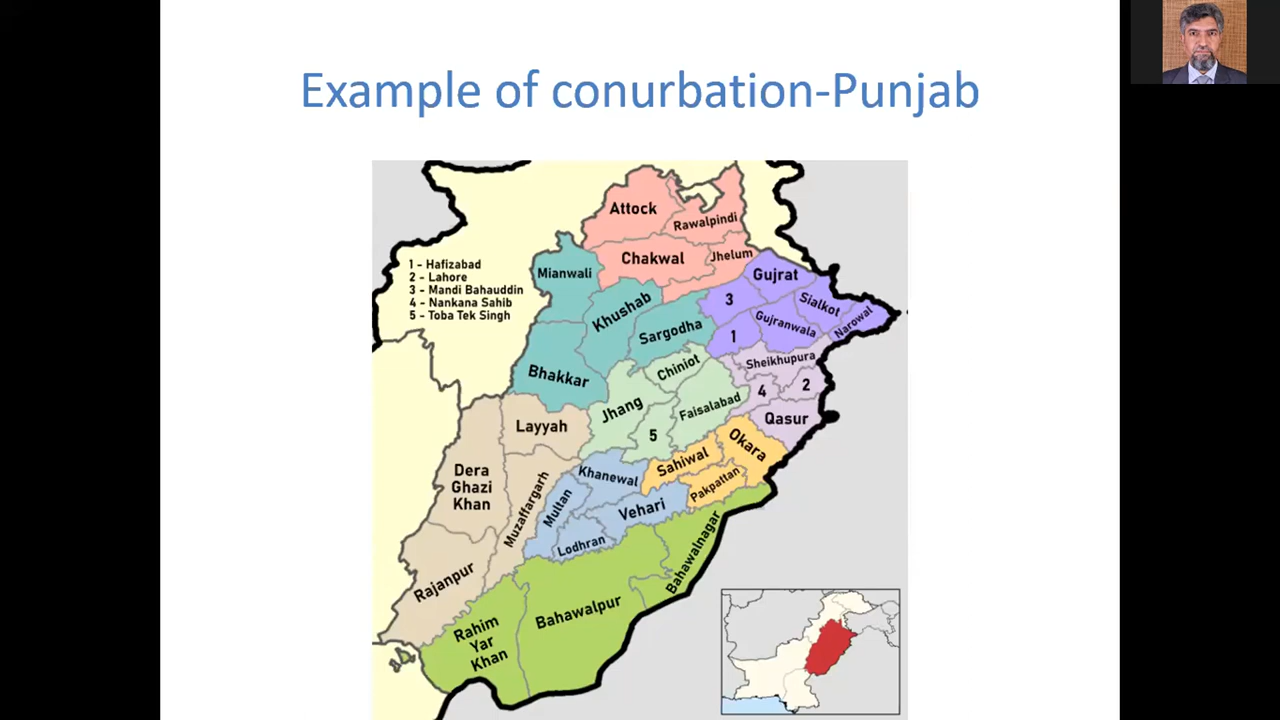 Example of conurbation-Punjab
1 - Hafizabad
2 - Lahore
3 - Mandi Bahauddin
4 - Nankana Sahib
5 - Toba Tek Singh
Attock
Rawalpindi
Chakwal
Jhelum
Mianwali
Gujrat
3
Khushab
Sialkot
Sargodha
1
Gujranwala
Narowal
Bhakkar
Chiniot
Sheikhupura
4
2
Jhang
Faisalabad
Qasur
Layyah
5
Okara
Dera
Ghazi
Khan
Muzaffargarh
Khanewal
Sahiwal
Pakpattan
Multan
Vehari
Lodhran
Bahawalnagar
Rajanpur
Bahawalpur
Rahim
Yar
Khan